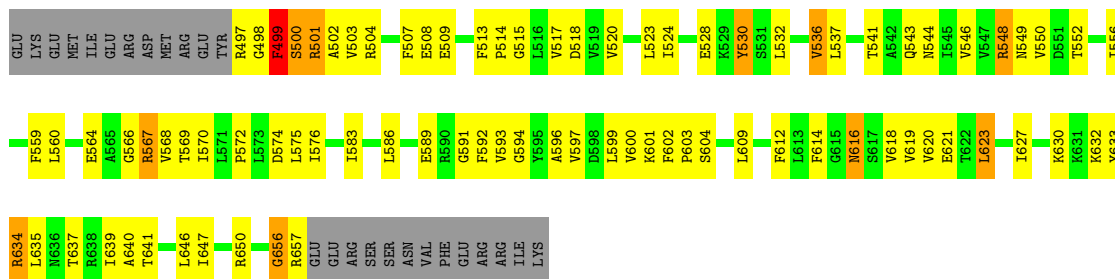 GLU LYS GLU MET ILE GLU ARG ASP MET ARG GLU TYR R497 G498 F499 S500 R501 A502 V503 R504 F507 E508 E509 F513 P514 G515 L516 V517 D518 V519 V520 L523 I524 E528 K529 Y530 S531 L532 V536 L537 T541 A542 Q543 N544 I545 V546 V547 R548 N549 V550 D551 T552 I556
F559 L560 E564 A565 G566 R567 V568 T569 I570 L571 P572 L573 D574 L575 I576 I583 L586 E589 R590 G591 F592 V593 G594 Y595 A596 V597 D598 L599 V600 K601 F602 P603 S604 L609 F612 L613 F614 G615 N616 S617 V618 V619 V620 E621 T622 L623 I627 K630 K631 K632 Y633
R634 L635 N636 T637 R638 I639 A640 T641 L646 I647 R650 G656 R657 GLU GLU ARG SER SER ASN VAL PHE GLU ARG ARG ILE LYS